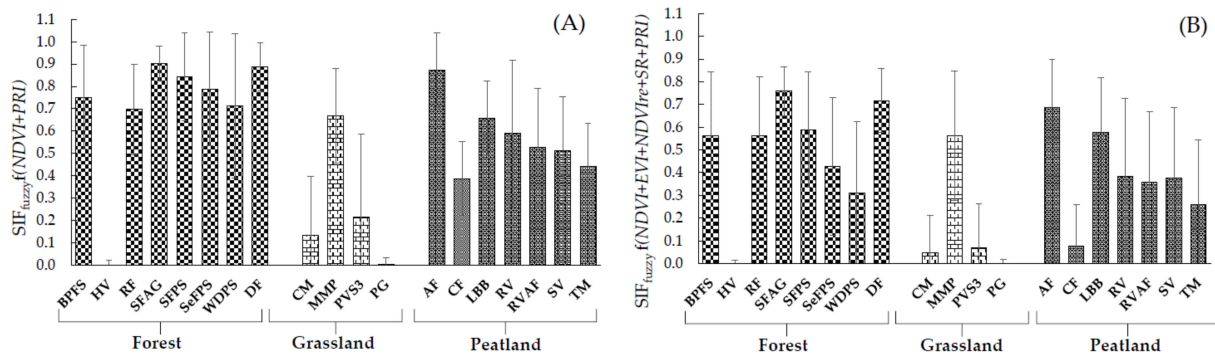 (A)
SIFfuzzy f(NDVI+PRI)
1.1
1.0
0.9
0.8
0.7
0.6
0.5
0.4
0.3
0.2
0.1
0.0
BPFS
HV
RF
SFAG
SFPS
SeFPS
WDPS
DF
CM
MMP
PVS3
PG
AF
CF
LBB
RV
RVAF
SV
TM
Forest
Grassland
Peatland
(B)
SIFfuzzy f(NDVI+EVI+NDVIre+SR+PRI)
1.1
1.0
0.9
0.8
0.7
0.6
0.5
0.4
0.3
0.2
0.1
0.0
BPFS
HV
RF
SFAG
SFPS
SeFPS
WDPS
DF
CM
MMP
PVS3
PG
AF
CF
LBB
RV
RVAF
SV
TM
Forest
Grassland
Peatland